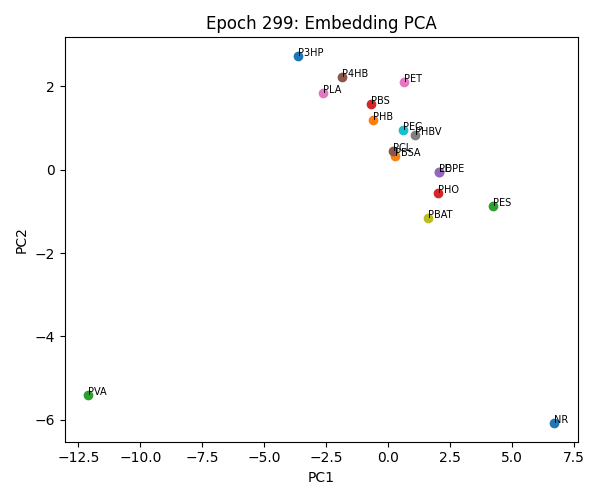 Epoch 299: Embedding PCA
P3HP
P4HB
PLA
PET
PBS
PHB
PEG
PHBV
PCL
PBSA
LDPE
PHO
PES
PBAT
PVA
NR
2
0
−2
−4
−6
PC2
−12.5
−10.0
−7.5
−5.0
−2.5
0.0
2.5
5.0
7.5
PC1